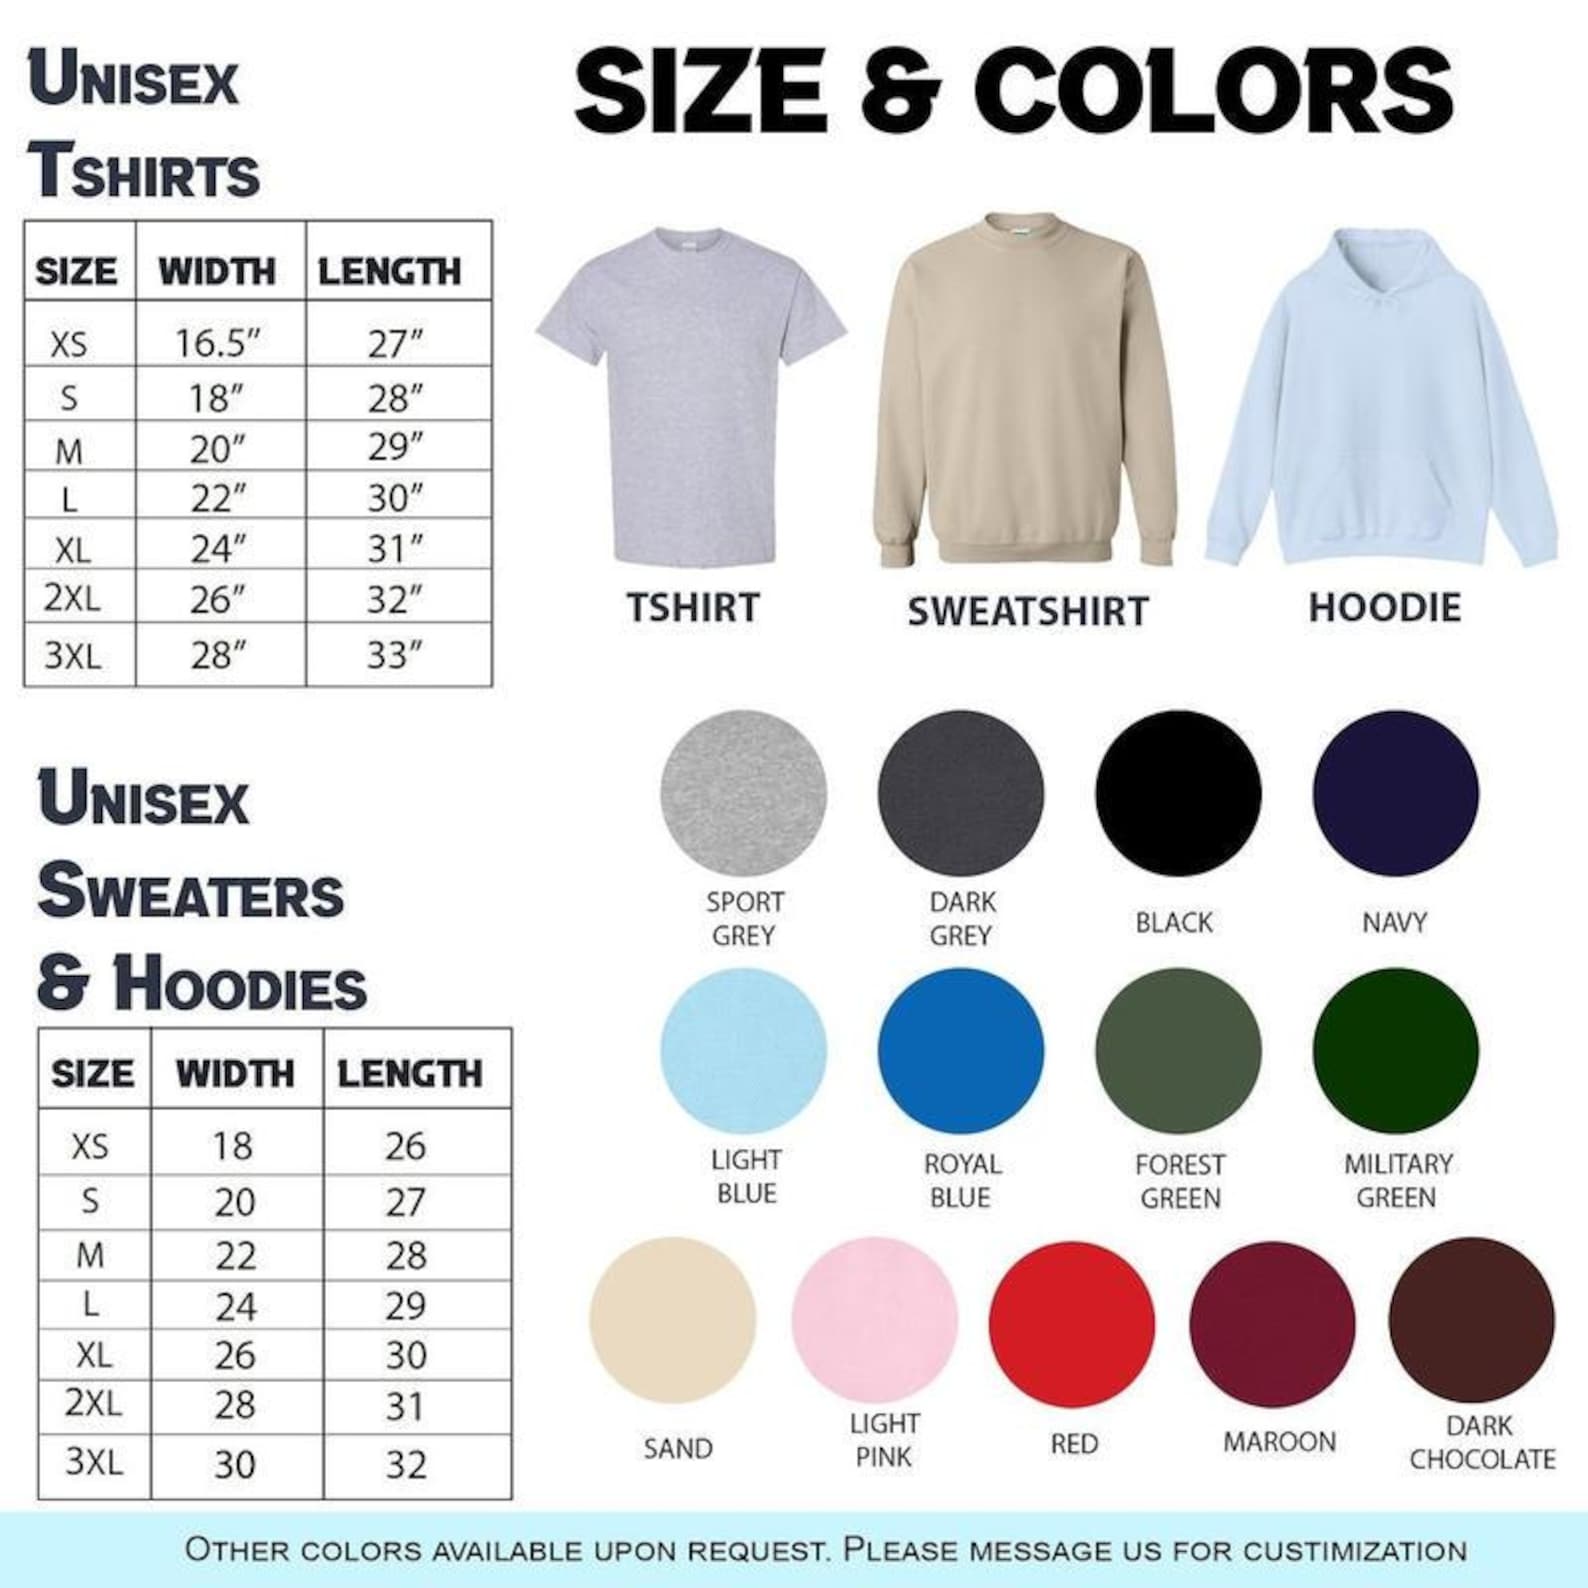 UNISEX
TSHIRTS
SIZE WIDTH LENGTH
XS 16.5" 27"
S 18" 28"
M 20" 29"
L 22" 30"
XL 24" 31"
2XL 26" 32"
3XL 28" 33"
UNISEX
SWEATERS
& HOODIES
SIZE WIDTH LENGTH
XS 18 26
S 20 27
M 22 28
L 24 29
XL 26 30
2XL 28 31
3XL 30 32
SIZE & COLORS
TSHIRT
SWEATSHIRT
HOODIE
SPORT
GREY
DARK
GREY
BLACK
NAVY
LIGHT
BLUE
ROYAL
BLUE
FOREST
GREEN
MILITARY
GREEN
SAND
LIGHT
PINK
RED
MAROON
DARK
CHOCOLATE
OTHER COLORS AVAILABLE UPON REQUEST. PLEASE MESSAGE US FOR CUSTIMIZATION